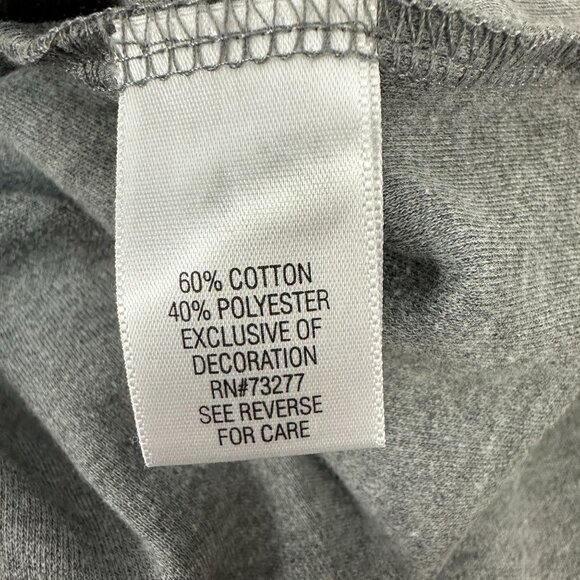 60% COTTON
40% POLYESTER
EXCLUSIVE OF
DECORATION
RN#73277
SEE REVERSE
FOR CARE